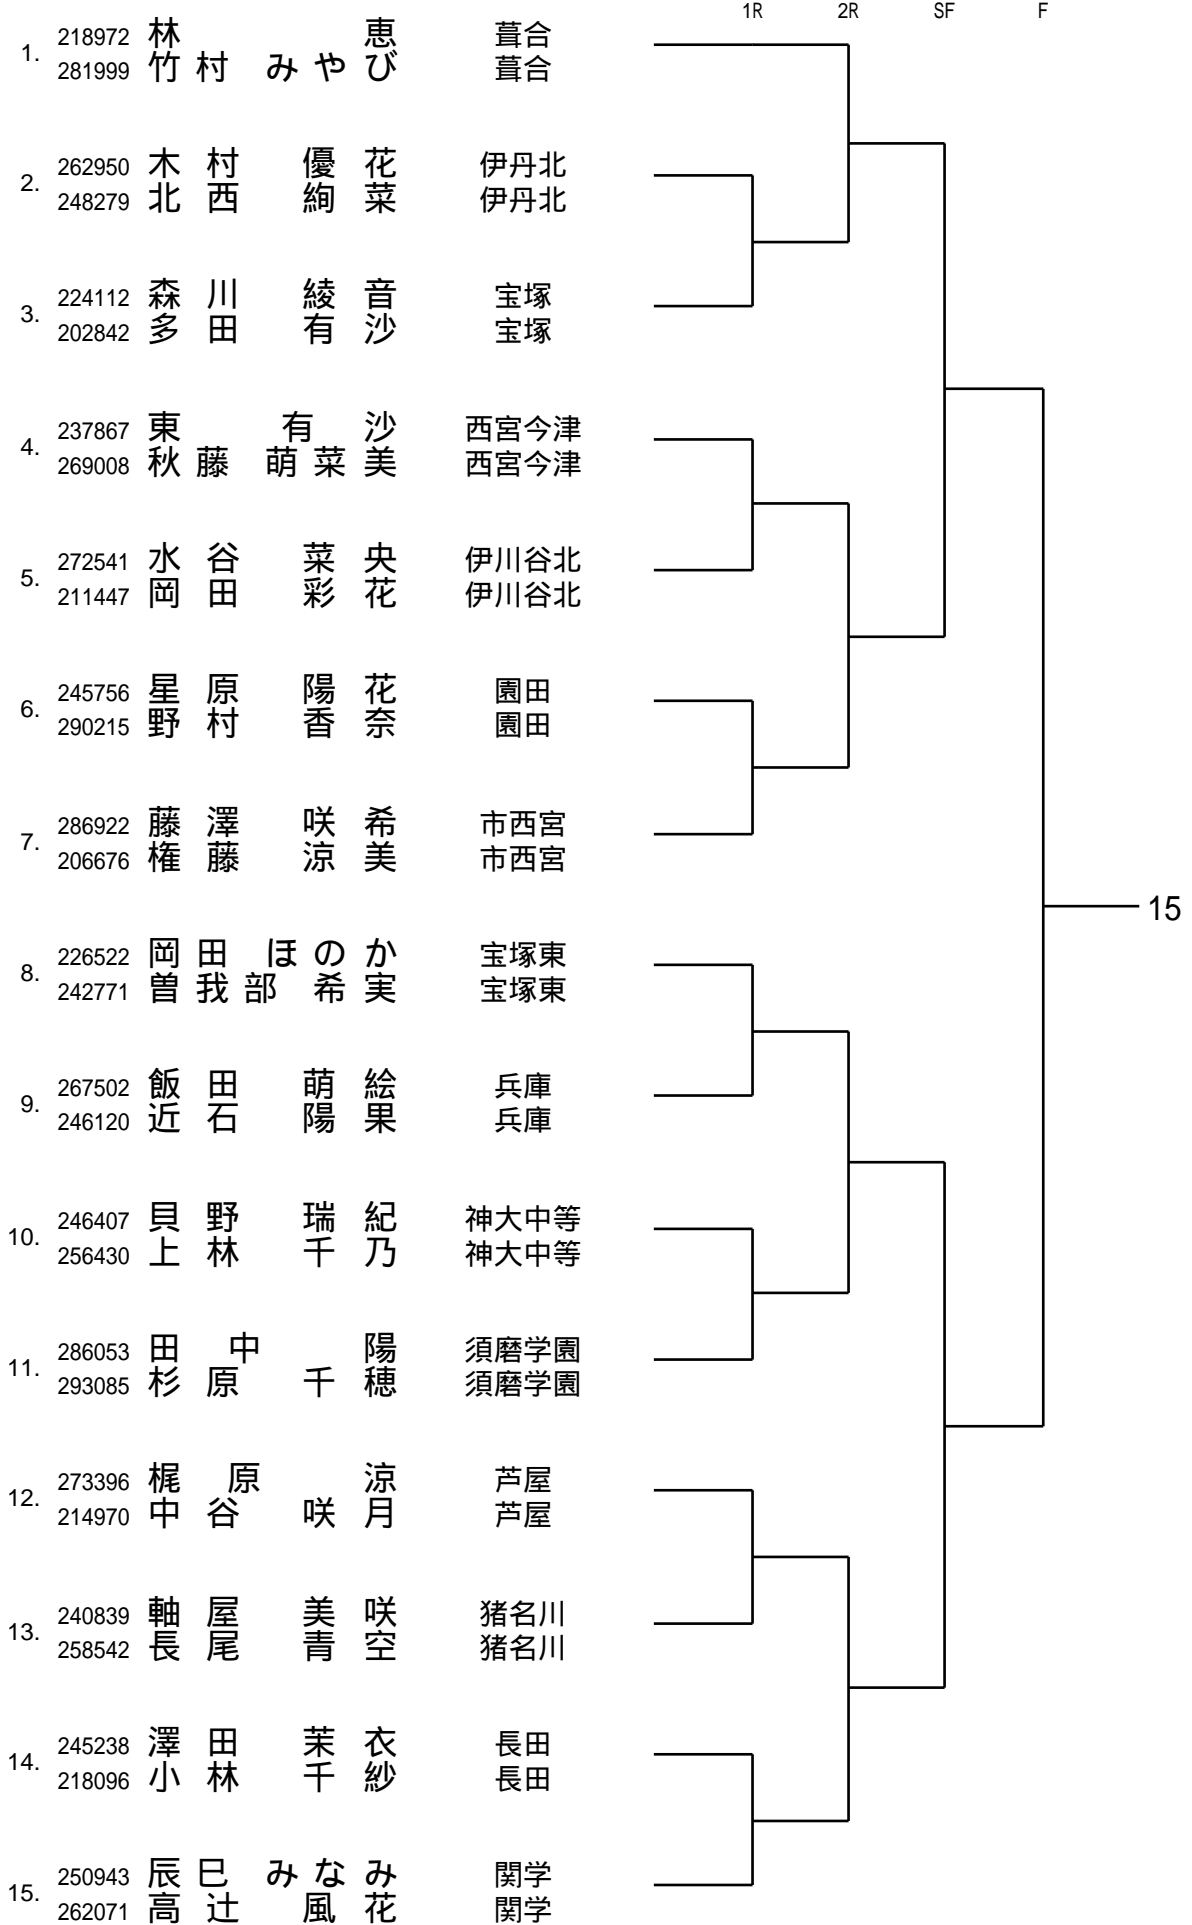 1R 2R SF F
1. 218972 林 恵 葺合
281999 竹村 みやび 葺合
2. 262950 木村 優花 伊丹北
248279 北西 絢菜 伊丹北
3. 224112 森川 綾音 宝塚
202842 多田 有沙 宝塚
4. 237867 東 有沙 西宮今津
269008 秋藤 萌菜美 西宮今津
5. 272541 水谷 菜央 伊川谷北
211447 岡田 彩花 伊川谷北
6. 245756 星原 陽花 園田
290215 野村 香奈 園田
7. 286922 藤澤 咲希 市西宮
206676 権藤 涼美 市西宮
15
8. 226522 岡田 ほのか 宝塚東
242771 曽我部 希実 宝塚東
9. 267502 飯田 萌絵 兵庫
246120 近石 陽果 兵庫
10. 246407 貝野 瑞紀 神大中等
256430 上林 千乃 神大中等
11. 286053 田中 陽 須磨学園
293085 杉原 千穂 須磨学園
12. 273396 梶原 涼 芦屋
214970 中谷 咲月 芦屋
13. 240839 軸屋 美咲 猪名川
258542 長尾 青空 猪名川
14. 245238 澤田 茉衣 長田
218096 小林 千紗 長田
15. 250943 辰巳 みなみ 関学
262071 高辻 風花 関学